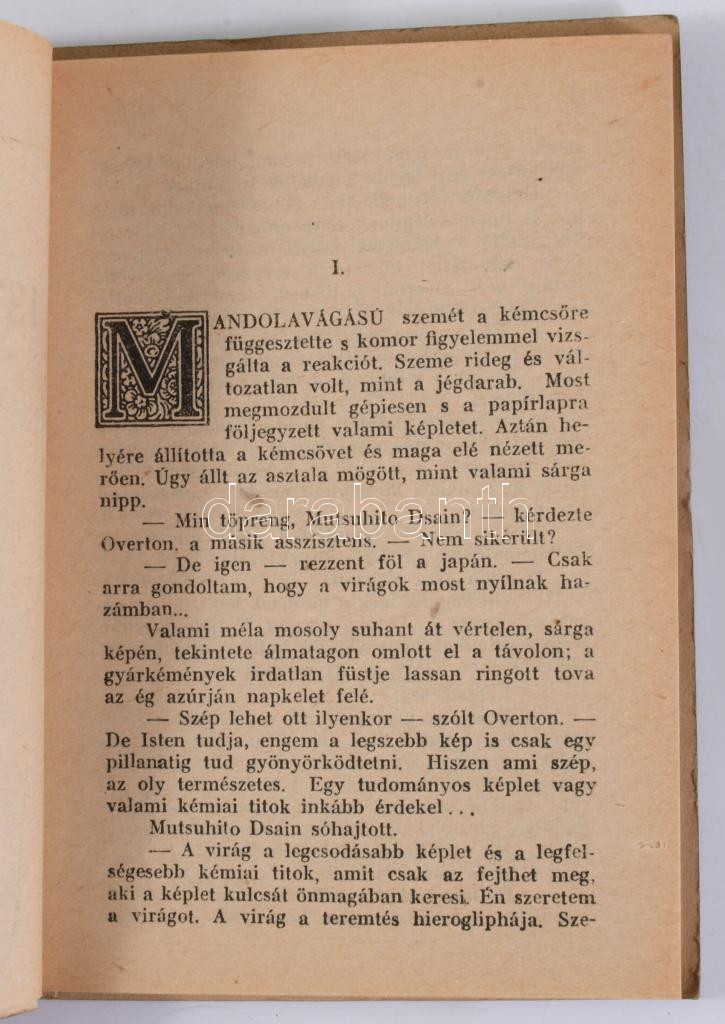 I.
MANDOLAVÁGÁSÚ szemét a kémcsőre
függesztette s komor figyelemmel vizs-
gálta a reakciót. Szeme rideg és vál-
tozatlan volt, mint a jégdarab. Most
megmozdult gépiesen s a papírlapra
följegyzett valami képletet. Aztán he-
lyére állította a kémcsövet és maga elé nézett me-
rően. Úgy állt az asztala mögött, mint valami sárga
nipp.
— Min töpreng, Mutsuhito Dsain? — kérdezte
Overton, a másik asszisztens. — Nem sikérült?
— De igen — rezzent föl a japán. — Csak
arra gondoltam, hogy a virágok most nyílnak ha-
zámban...
Valami méla mosoly suhant át vértelen, sárga
képén, tekintete álmatagon omlott el a távolon; a
gyárkémények irdatlan füstje lassan ringott tova
az ég azúrján napkelet felé.
— Szép lehet ott ilyenkor — szólt Overton. —
De Isten tudja, engem a legszebb kép is csak egy
pillanatig tud gyönyörködtetni. Hiszen ami szép,
az oly természetes. Egy tudományos képlet vagy
valami kémiai titok inkább érdekel...
Mutsuhito Dsain sóhajtott.
— A virág a legcsodásabb képlet és a legfel-
ségesebb kémiai titok, amit csak az fejthet meg,
aki a képlet kulcsát önmagában keresi. Én szeretem
a virágot. A virág a teremtés hierogliphája. Sze-
darabanth